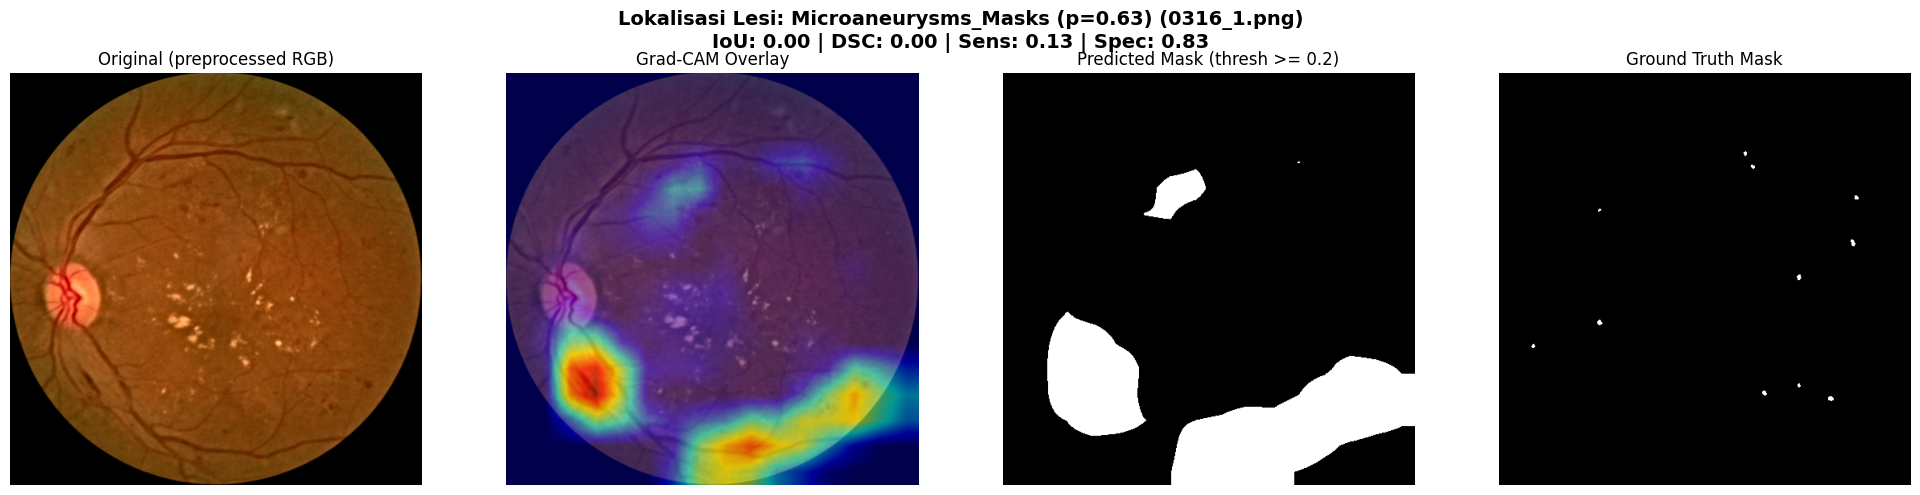 Lokalisasi Lesi: Microaneurysms_Masks (p=0.63) (0316_1.png)
IoU: 0.00 | DSC: 0.00 | Sens: 0.13 | Spec: 0.83
Original (preprocessed RGB)
Grad-CAM Overlay
Predicted Mask (thresh >= 0.2)
Ground Truth Mask